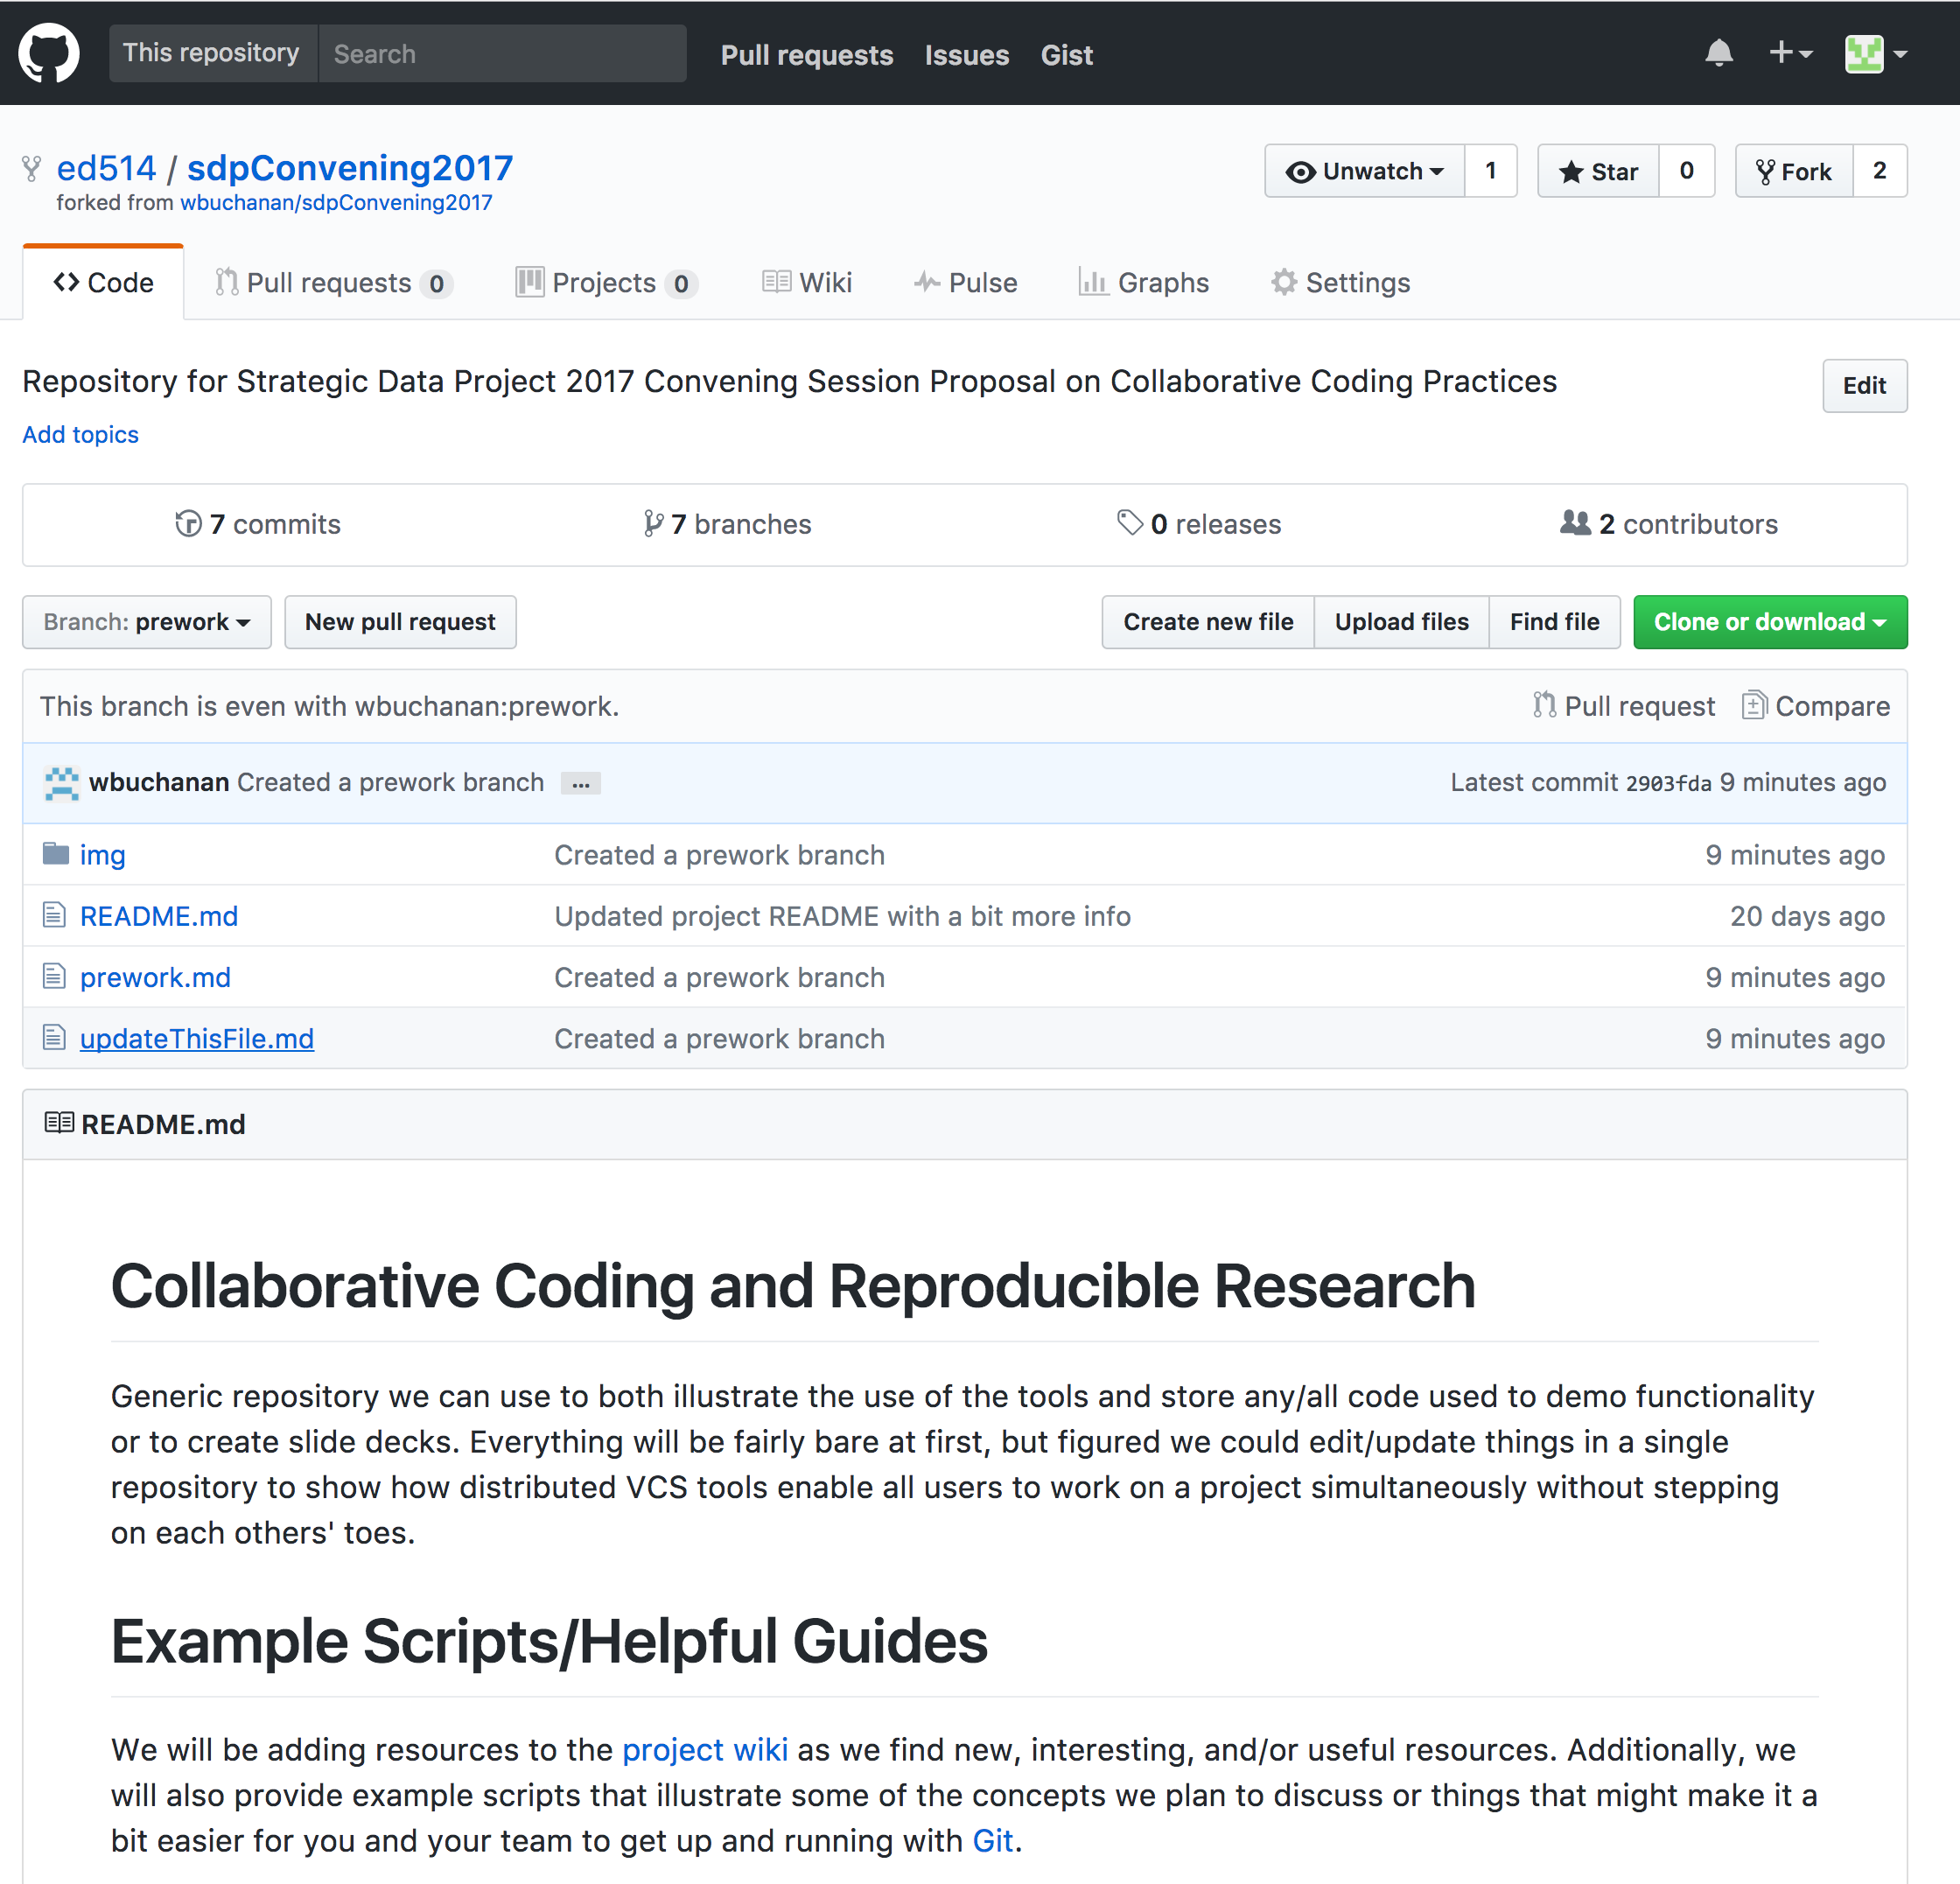 This repository Search Pull requests Issues Gist
ed514 / sdpConvening2017
forked from wbuchanan/sdpConvening2017
Unwatch 1 Star 0 Fork 2
Code Pull requests 0 Projects 0 Wiki Pulse Graphs Settings
Repository for Strategic Data Project 2017 Convening Session Proposal on Collaborative Coding Practices Edit
Add topics
7 commits 7 branches 0 releases 2 contributors
Branch: prework New pull request Create new file Upload files Find file Clone or download
This branch is even with wbuchanan:prework. Pull request Compare
wbuchanan Created a prework branch ... Latest commit 2903fda 9 minutes ago
img Created a prework branch 9 minutes ago
README.md Updated project README with a bit more info 20 days ago
prework.md Created a prework branch 9 minutes ago
updateThisFile.md Created a prework branch 9 minutes ago
README.md
Collaborative Coding and Reproducible Research
Generic repository we can use to both illustrate the use of the tools and store any/all code used to demo functionality
or to create slide decks. Everything will be fairly bare at first, but figured we could edit/update things in a single
repository to show how distributed VCS tools enable all users to work on a project simultaneously without stepping
on each others' toes.
Example Scripts/Helpful Guides
We will be adding resources to the project wiki as we find new, interesting, and/or useful resources. Additionally, we
will also provide example scripts that illustrate some of the concepts we plan to discuss or things that might make it a
bit easier for you and your team to get up and running with Git.